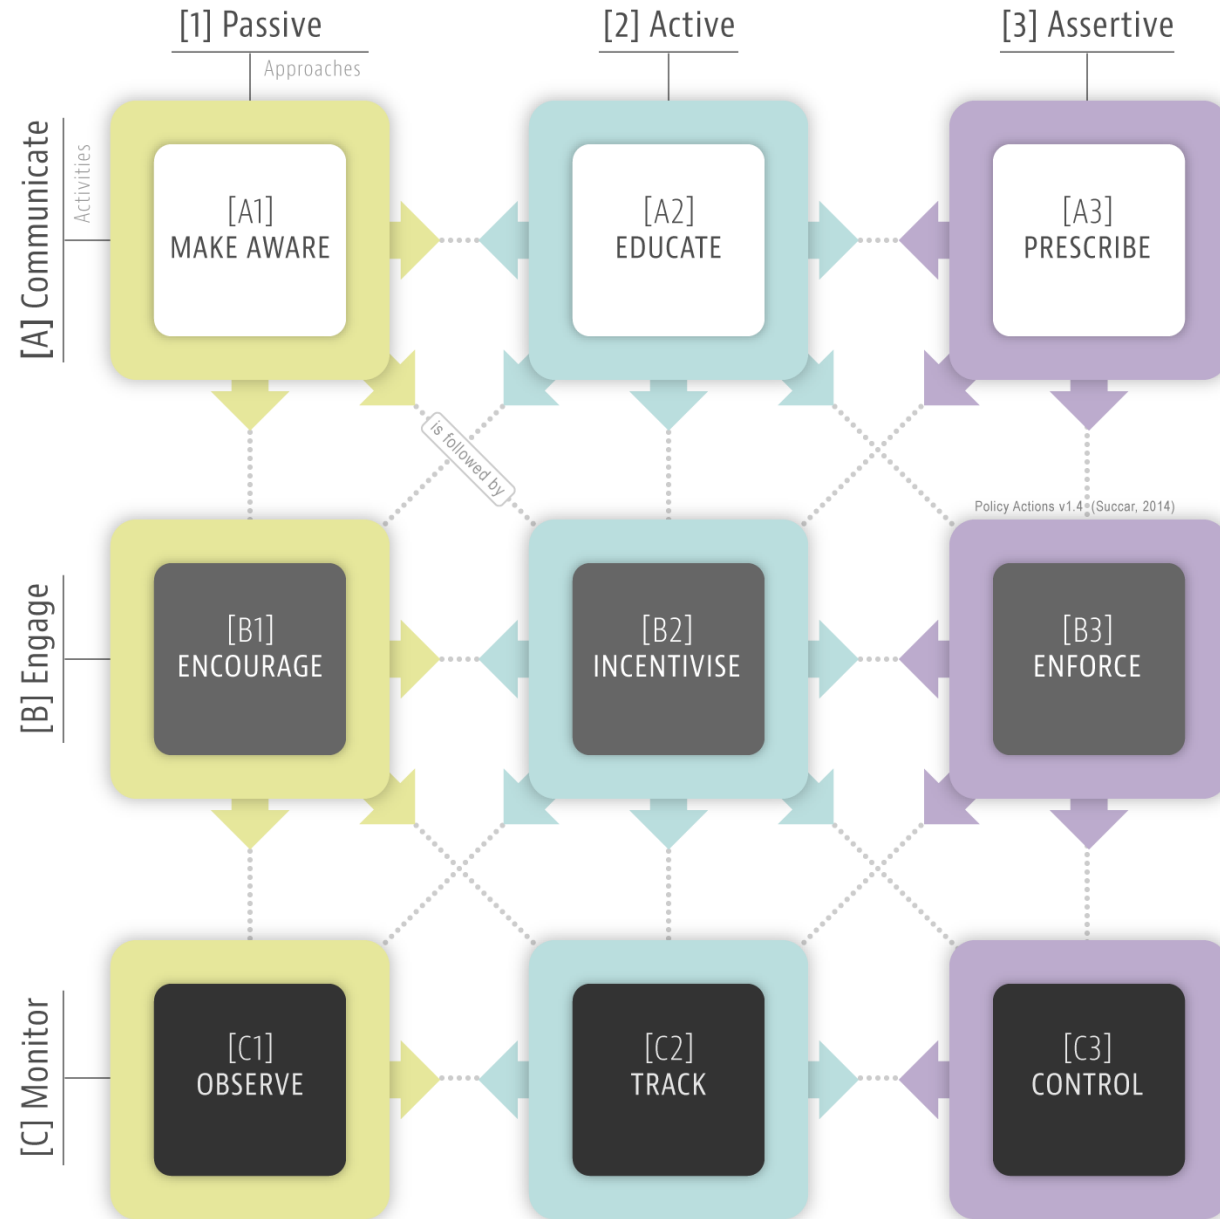 [1] Passive
[2] Active
[3] Assertive
Approaches
[A] Communicate
Activities
[A1]
MAKE AWARE
[A2]
EDUCATE
[A3]
PRESCRIBE
is followed by
Policy Actions v1.4 (Succar, 2014)
[B] Engage
[B1]
ENCOURAGE
[B2]
INCENTIVISE
[B3]
ENFORCE
[C] Monitor
[C1]
OBSERVE
[C2]
TRACK
[C3]
CONTROL